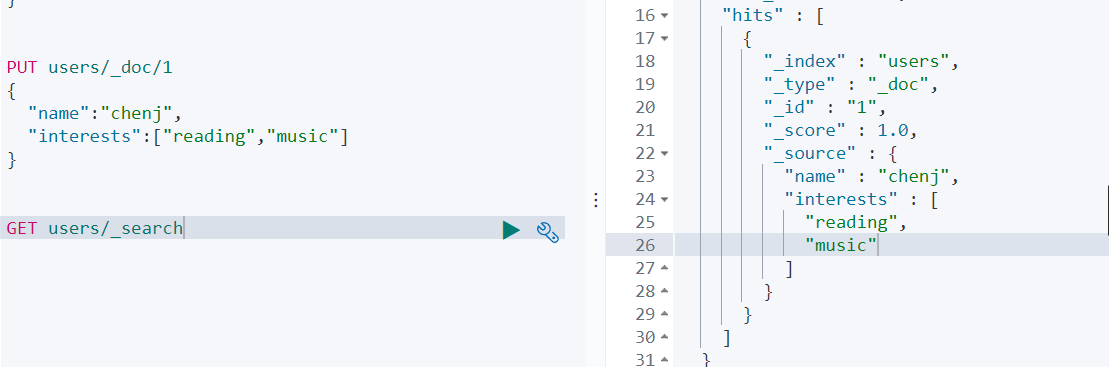 }
PUT users/_doc/1
{
  "name":"chenj",
  "interests":["reading","music"]
}
GET users/_search
16 "hits" : [
17 {
18 "_index" : "users",
19 "_type" : "_doc",
20 "_id" : "1",
21 "_score" : 1.0,
22 "_source" : {
23 "name" : "chenj",
24 "interests" : [
25 "reading",
26 "music"
27 ]
28 }
29 }
30 ]
31 }